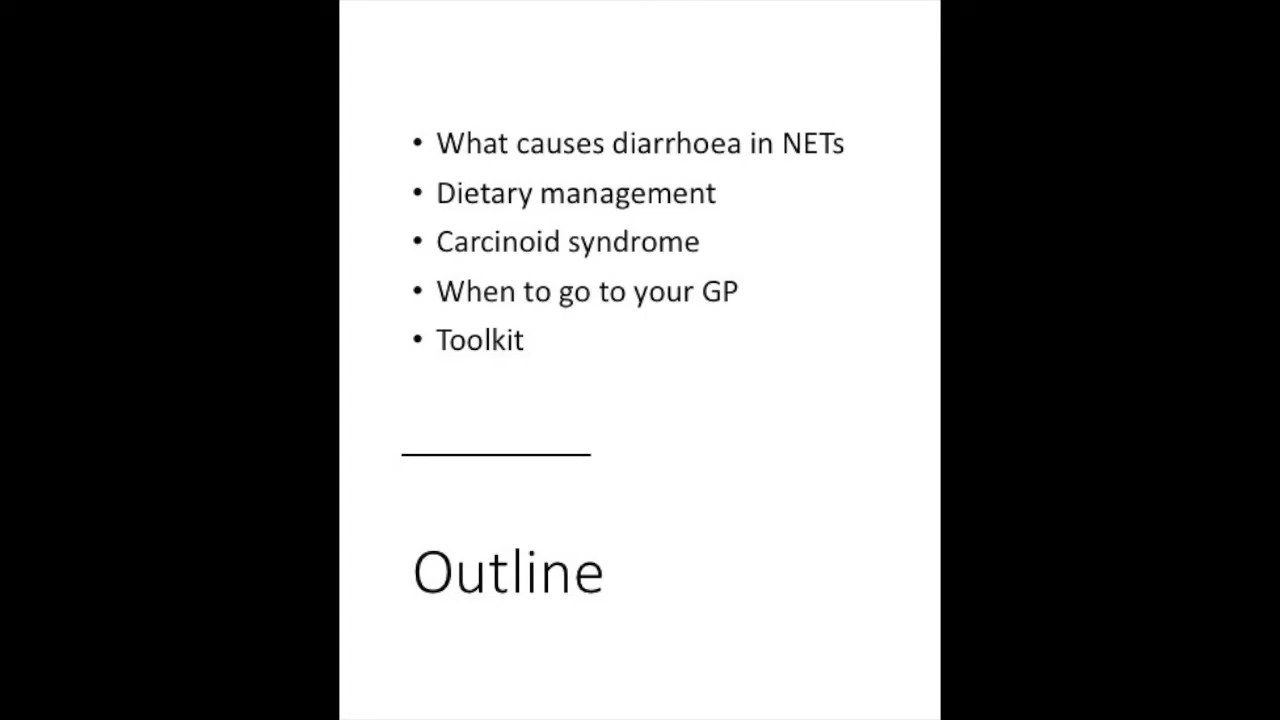 • What causes diarrhoea in NETs
• Dietary management
• Carcinoid syndrome
• When to go to your GP
• Toolkit
Outline